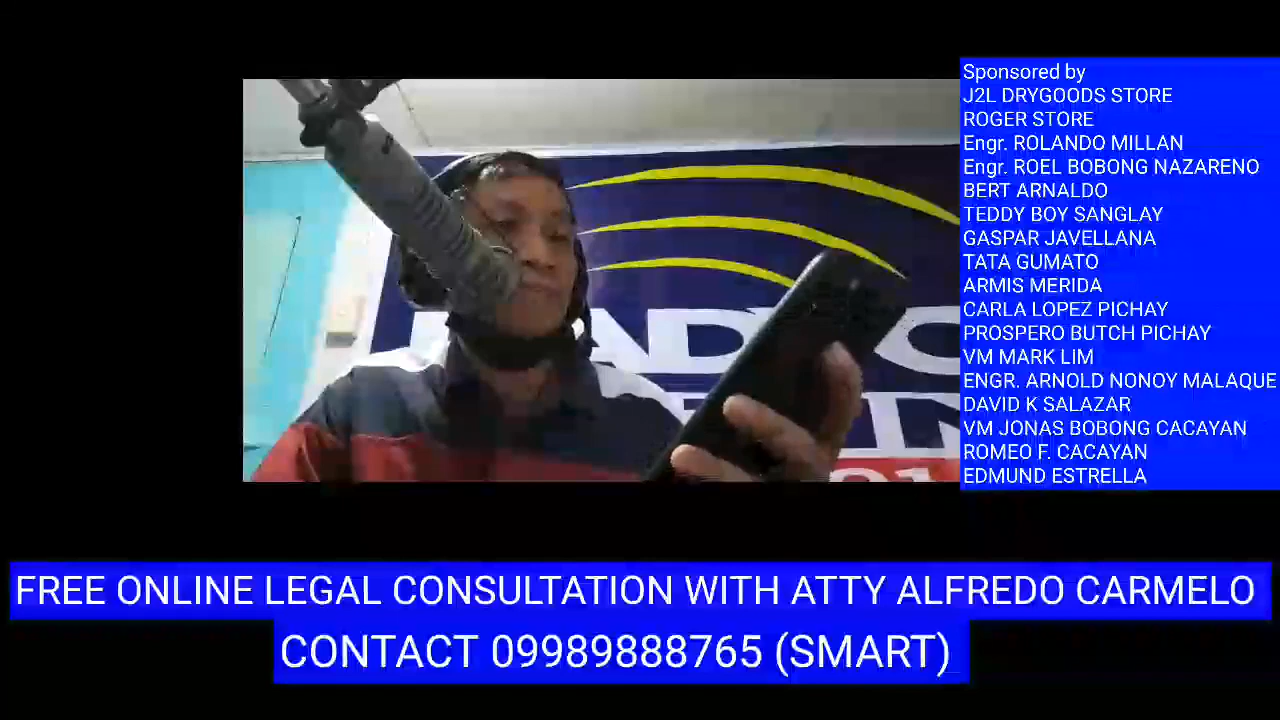 Sponsored by
J2L DRYGOODS STORE
ROGER STORE
Engr. ROLANDO MILLAN
Engr. ROEL BOBONG NAZARENO
BERT ARNALDO
TEDDY BOY SANGLAY
GASPAR JAVELLANA
TATA GUMATO
ARMIS MERIDA
CARLA LOPEZ PICHAY
PROSPERO BUTCH PICHAY
VM MARK LIM
ENGR. ARNOLD NONOY MALAQUE
DAVID K SALAZAR
VM JONAS BOBONG CACAYAN
ROMEO F. CACAYAN
EDMUND ESTRELLA
FREE ONLINE LEGAL CONSULTATION WITH ATTY ALFREDO CARMELO
CONTACT 09989888765 (SMART)